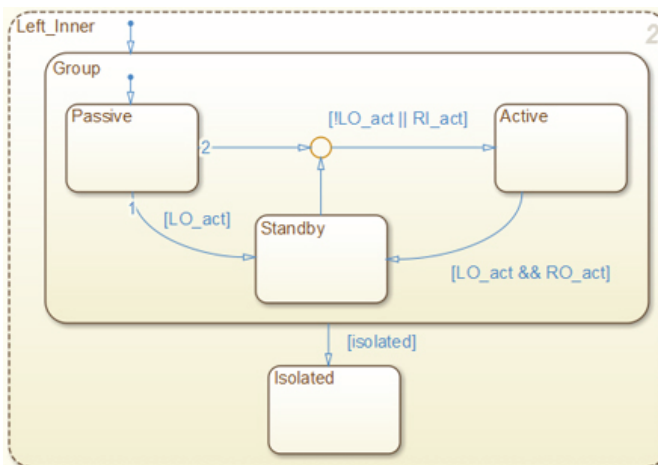 Left_Inner
2
Group
Passive
[!LO_act || RI_act]
Active
2
1
[LO_act]
Standby
[LO_act && RO_act]
[isolated]
Isolated